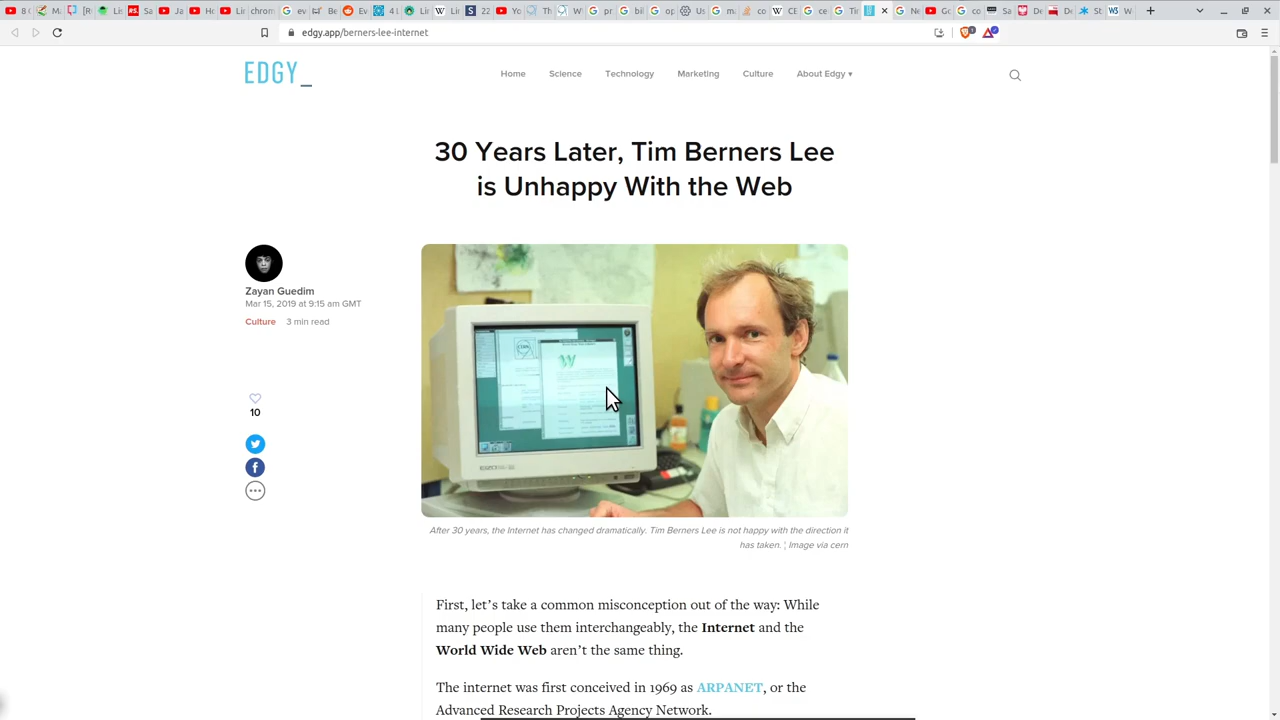 edgy.app/berners-lee-internet
EDGY_
Home Science Technology Marketing Culture About Edgy ▾
30 Years Later, Tim Berners Lee
is Unhappy With the Web
Zayan Guedim
Mar 15, 2019 at 9:15 am GMT
Culture 3 min read
10
After 30 years, the Internet has changed dramatically. Tim Berners Lee is not happy with the direction it
has taken. ¦ Image via cern
First, let’s take a common misconception out of the way: While
many people use them interchangeably, the Internet and the
World Wide Web aren’t the same thing.
The internet was first conceived in 1969 as ARPANET, or the
Advanced Research Projects Agency Network.